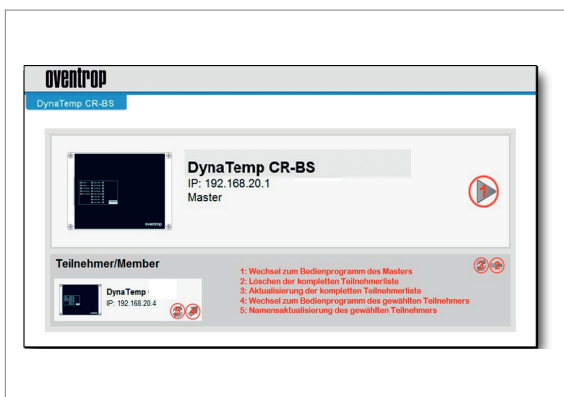 oventrop
DynaTemp CR-BS
DynaTemp CR-BS
IP: 192.168.20.1
Master
1
oventrop
Teilnehmer/Member
DynaTemp
IP: 192.168.20.4
1: Wechsel zum Bedienprogramm des Masters
2: Löschen der kompletten Teilnehmerliste
3: Aktualisierung der kompletten Teilnehmerliste
4: Wechsel zum Bedienprogramm des gewählten Teilnehmers
5: Namensaktualisierung des gewählten Teilnehmers